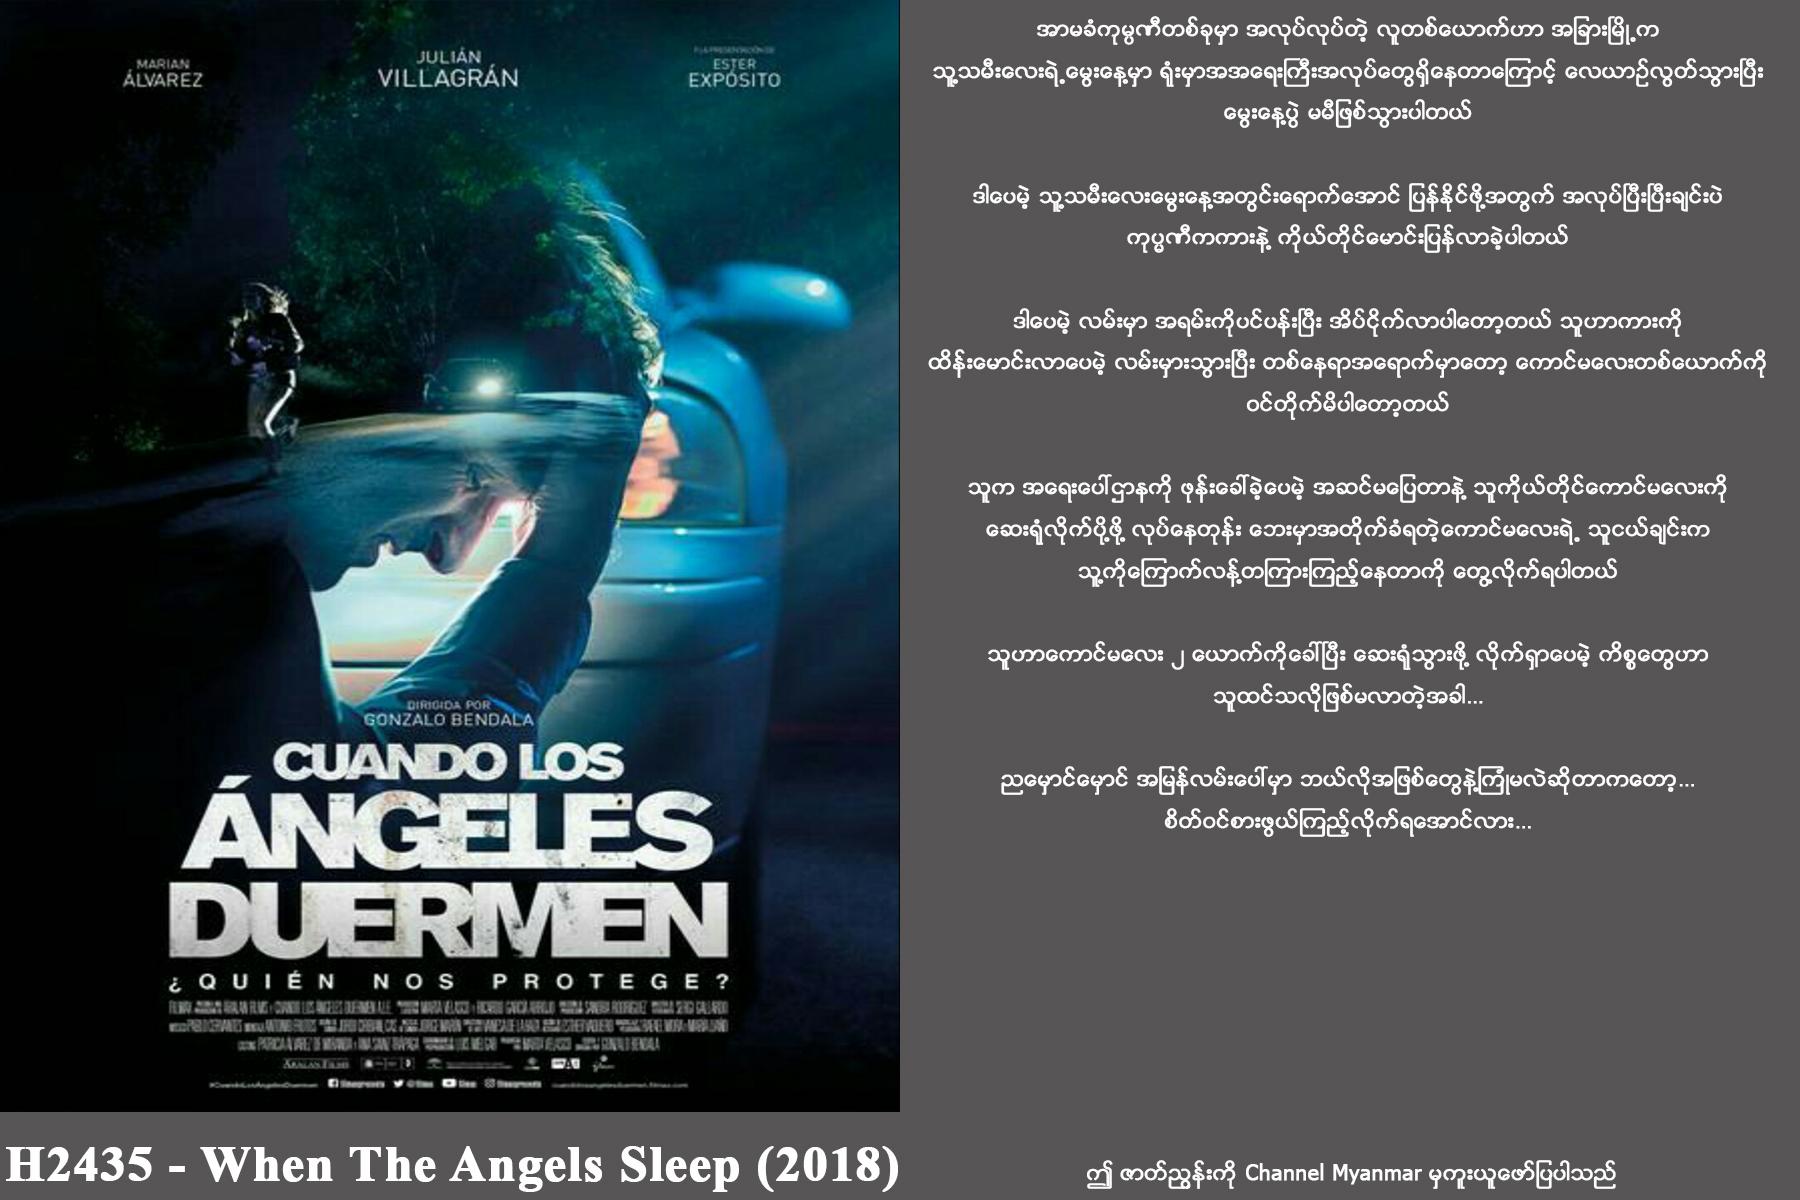 MARIAN
ÁLVAREZ
JULIÁN
VILLAGRÁN
Y LA PRESENTACIÓN DE
ESTER
EXPÓSITO
DIRIGIDA POR
GONZALO BENDALA
CUANDO LOS
ÁNGELES
DUERMEN
¿QUIÉN NOS PROTEGE?
ARALAN FILMS
#CuandoLosÁngelesDuermen
H2435 - When The Angels Sleep (2018)
အာမခံကုမ္ပဏီတစ်ခုမှာ အလုပ်လုပ်တဲ့ လူတစ်ယောက်ဟာ အခြားမြို့က
သူ့သမီးလေးရဲ့မွေးနေ့မှာ ရုံးမှာအအရေးကြီးအလုပ်တွေရှိနေတာကြောင့် လေယာဉ်လွတ်သွားပြီး
မွေးနေ့ပွဲ မမီဖြစ်သွားပါတယ်
ဒါပေမဲ့ သူ့သမီးလေးမွေးနေ့အတွင်းရောက်အောင် ပြန်နိုင်ဖို့အတွက် အလုပ်ပြီးပြီးချင်းပဲ
ကုပ္မဏီကကားနဲ့ ကိုယ်တိုင်မောင်းပြန်လာခဲ့ပါတယ်
ဒါပေမဲ့ လမ်းမှာ အရမ်းကိုပင်ပန်းပြီး အိပ်ငိုက်လာပါတော့တယ် သူဟာကားကို
ထိန်းမောင်းလာပေမဲ့ လမ်းမှားသွားပြီး တစ်နေရာအရောက်မှာတော့ ကောင်မလေးတစ်ယောက်ကို
ဝင်တိုက်မိပါတော့တယ်
သူက အရေးပေါ်ဌာနကို ဖုန်းခေါ်ခဲ့ပေမဲ့ အဆင်မပြေတာနဲ့ သူကိုယ်တိုင်ကောင်မလေးကို
ဆေးရုံလိုက်ပို့ဖို့ လုပ်နေတုန်း ဘေးမှာအတိုက်ခံရတဲ့ကောင်မလေးရဲ့ သူငယ်ချင်းက
သူ့ကိုကြောက်လန့်တကြားကြည့်နေတာကို တွေ့လိုက်ရပါတယ်
သူဟာကောင်မလေး ၂ ယောက်ကိုခေါ်ပြီး ဆေးရုံသွားဖို့ လိုက်ရှာပေမဲ့ ကိစ္စတွေဟာ
သူထင်သလိုဖြစ်မလာတဲ့အခါ...
ညမှောင်မှောင် အမြန်လမ်းပေါ်မှာ ဘယ်လိုအဖြစ်တွေနဲ့ကြုံမလဲဆိုတာကတော့...
စိတ်ဝင်စားဖွယ်ကြည့်လိုက်ရအောင်လား...
ဤ ဇာတ်ညွှန်းကို Channel Myanmar မှကူးယူဖော်ပြပါသည်